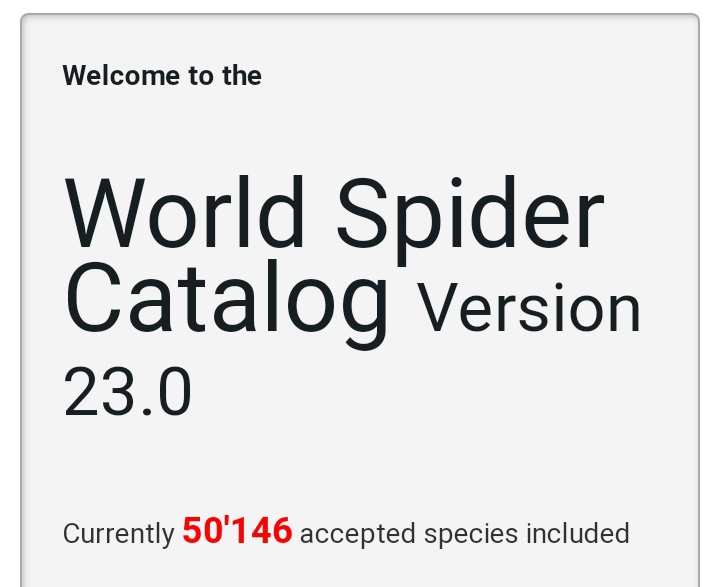 Welcome to the
World Spider
Catalog Version
23.0
Currently 50'146 accepted species included